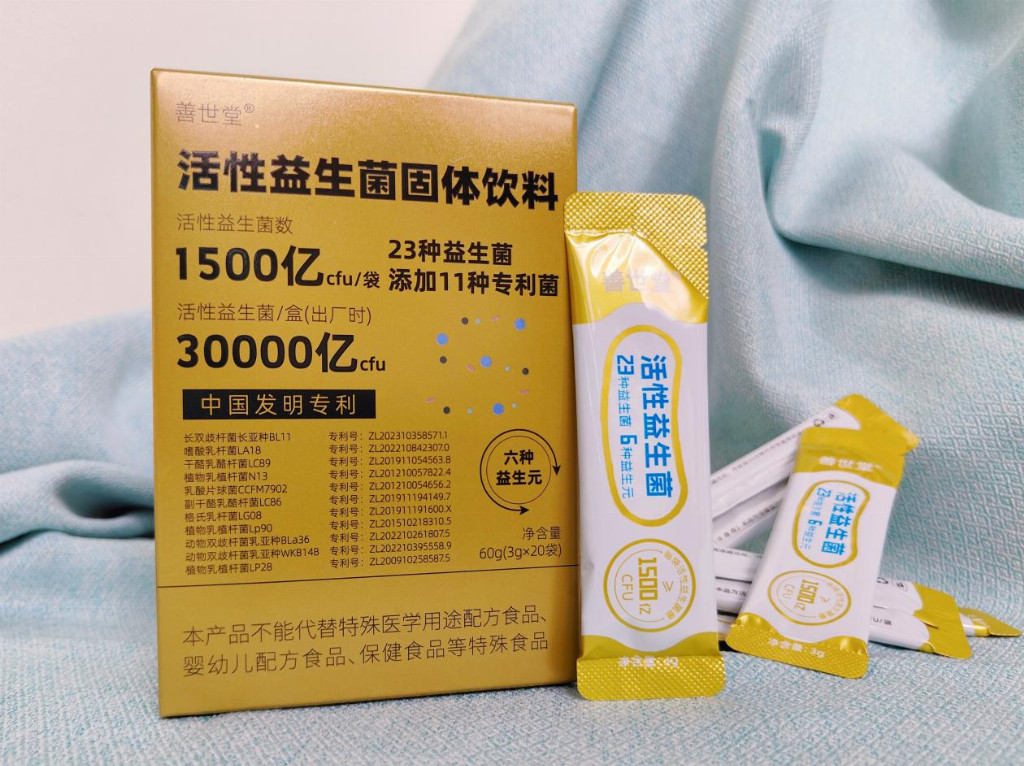 善世堂®
活性益生菌固体饮料
活性益生菌数
1500亿cfu/袋
23种益生菌
添加11种专利菌
活性益生菌/盒(出厂时)
30000亿cfu
中国发明专利
长双歧杆菌长亚种BL11 专利号：ZL202310358571.1
嗜酸乳杆菌LA18 专利号：ZL202210842307.0
干酪乳酪杆菌LC89 专利号：ZL201911054563.8
植物乳植杆菌N13 专利号：ZL201210057822.4
乳酸片球菌CCFM7902 专利号：ZL201210054656.2
副干酪乳酪杆菌LC86 专利号：ZL201911194149.7
格氏乳杆菌LG08 专利号：ZL201911191600.X
植物乳植杆菌Lp90 专利号：ZL201510218310.5
动物双歧杆菌乳亚种BLa36 专利号：ZL202210261807.5
动物双歧杆菌乳亚种WKB148 专利号：ZL202210395558.9
植物乳植杆菌LP28 专利号：ZL200910258587.5
六种
益生元
净含量
60g(3g×20袋)
本产品不能代替特殊医学用途配方食品、
婴幼儿配方食品、保健食品等特殊食品
活性益生菌
23种益生菌 6种益生元
≥
1500亿
CFU
活性益生菌
23种益生菌 6种益生元
≥
1500亿
CFU